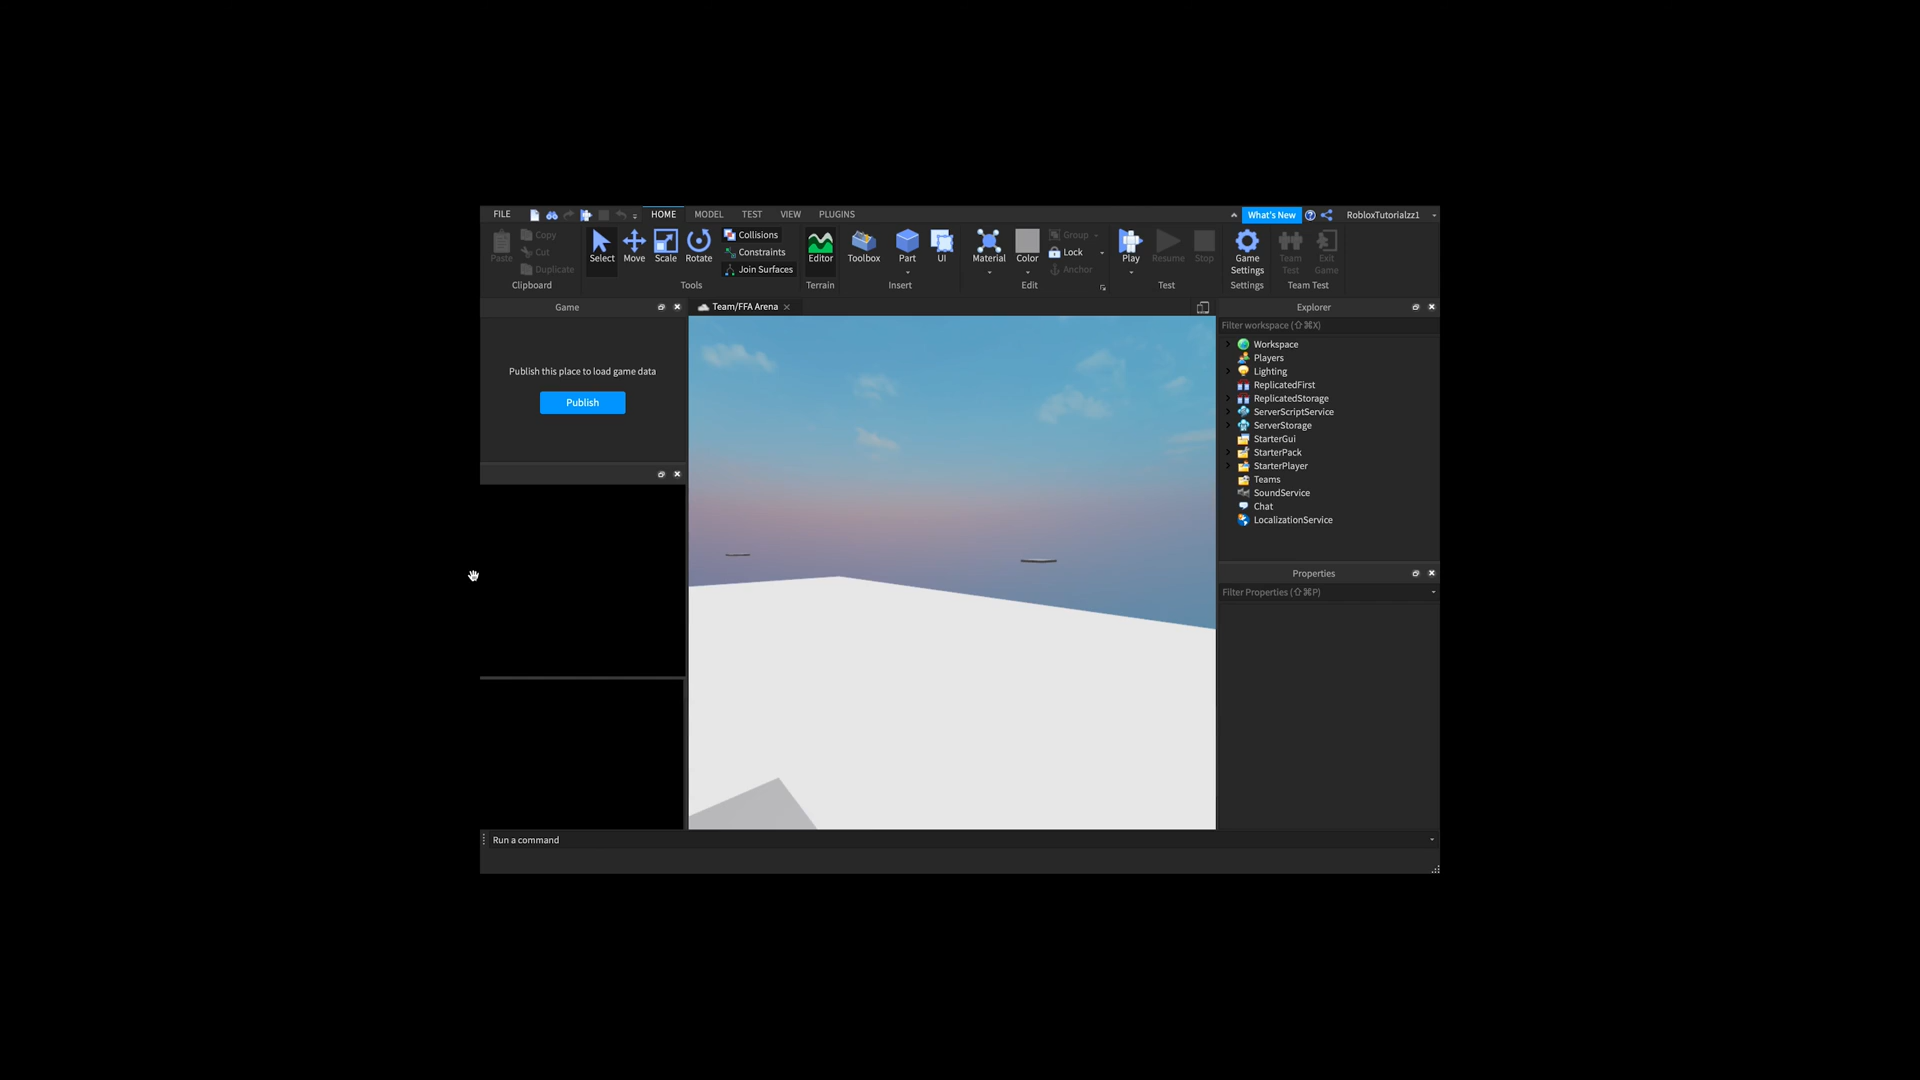 FILE HOME MODEL TEST VIEW PLUGINS What's New RobloxTutorialzz1
Paste Copy Cut Duplicate
Clipboard
Select Move Scale Rotate Collisions Constraints Join Surfaces
Tools
Editor
Terrain
Toolbox Part UI
Insert
Material Color Group Lock Anchor
Edit
Play Resume Stop
Test
Game Settings
Settings
Team Test Exit Game
Team Test
Game
Publish this place to load game data
Publish
Team/FFA Arena
Explorer
Filter workspace (⇧⌘X)
Workspace
Players
Lighting
ReplicatedFirst
ReplicatedStorage
ServerScriptService
ServerStorage
StarterGui
StarterPack
StarterPlayer
Teams
SoundService
Chat
LocalizationService
Properties
Filter Properties (⇧⌘P)
Run a command